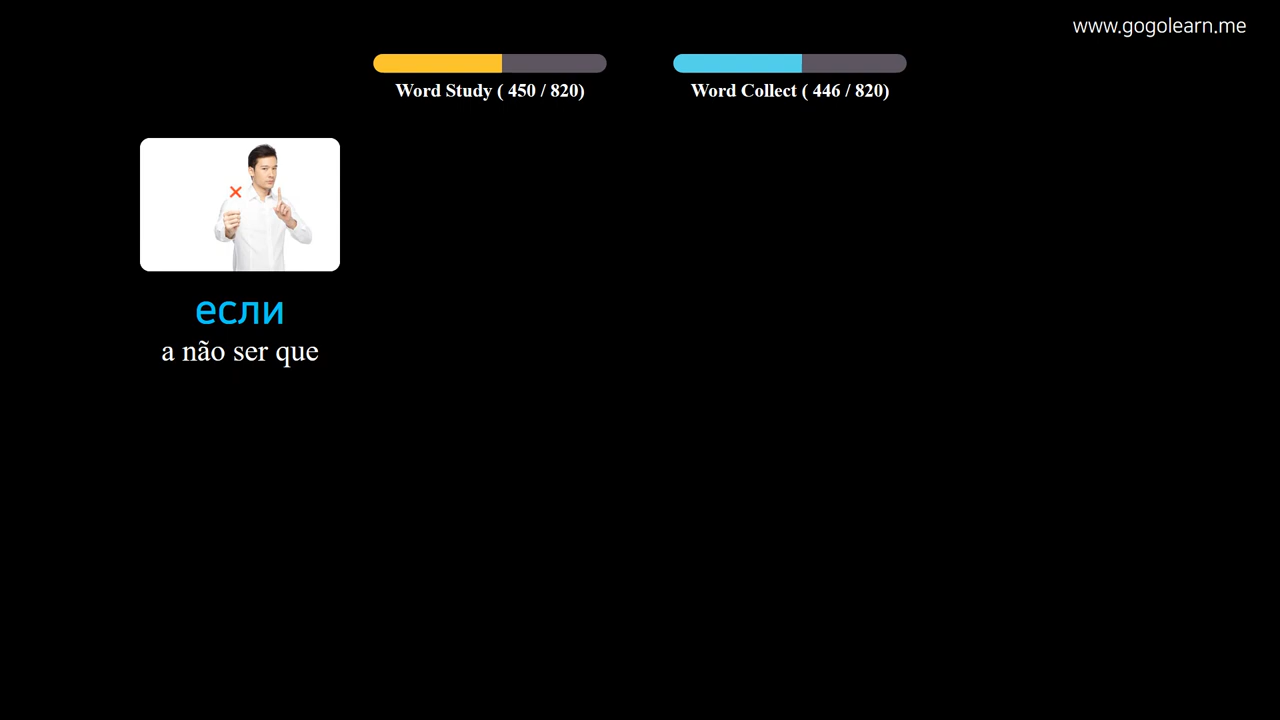 www.gogolearn.me
Word Study ( 450 / 820)
Word Collect ( 446 / 820)
если
a não ser que